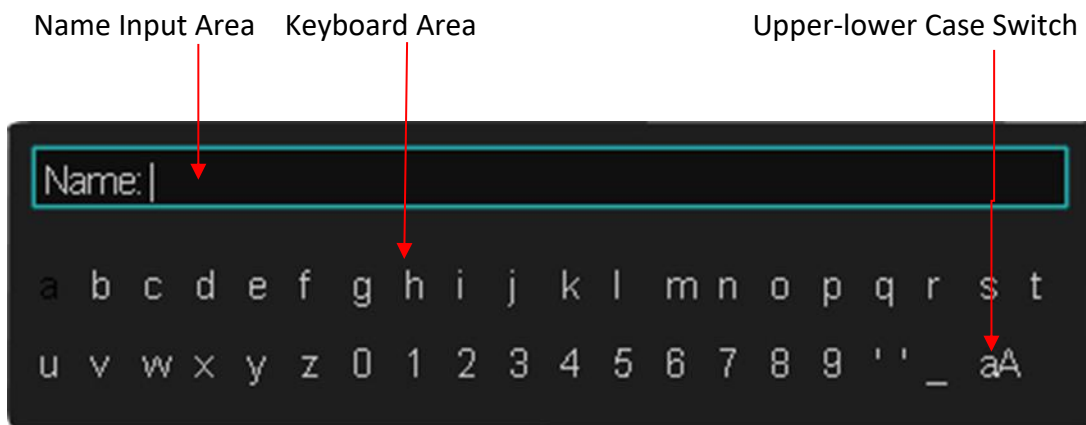 Name Input Area Keyboard Area Upper-lower Case Switch
Name:
a b c d e f g h i j k l m n o p q r s t
u v w x y z 0 1 2 3 4 5 6 7 8 9 ' ' _ aA